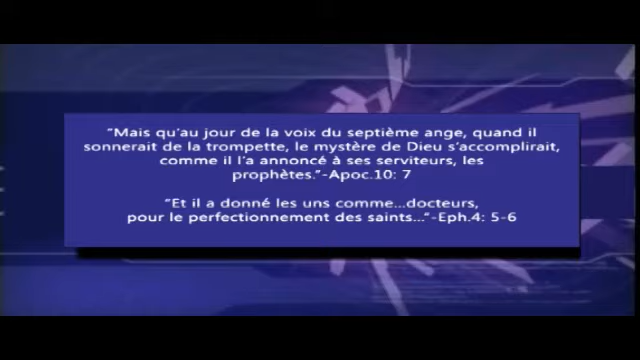 "Mais qu'au jour de la voix du septième ange, quand il
sonnerait de la trompette, le mystère de Dieu s'accomplirait,
comme il l'a annoncé à ses serviteurs, les
prophètes."-Apoc.10: 7
"Et il a donné les uns comme...docteurs,
pour le perfectionnement des saints..."-Eph.4: 5-6